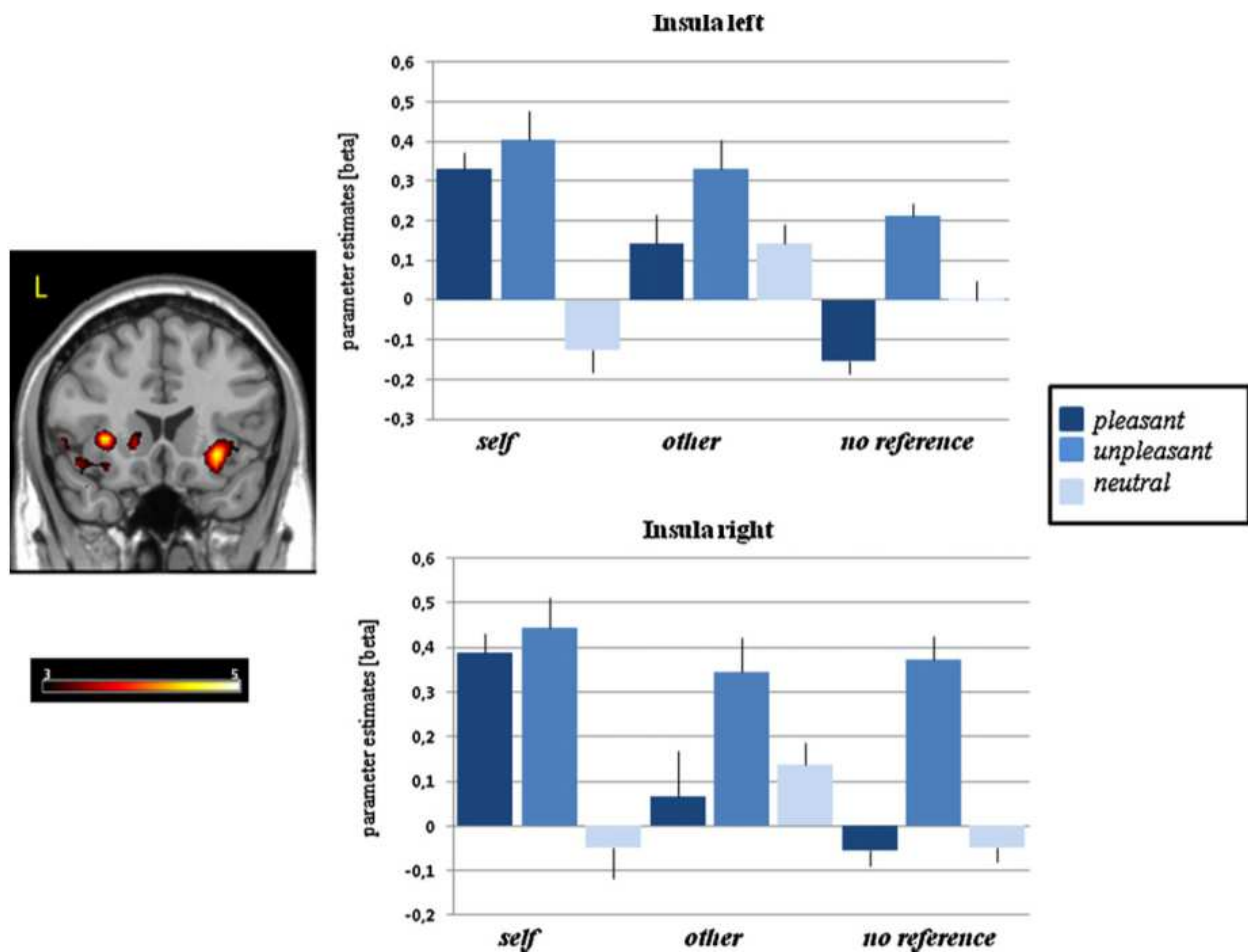 Insula left
parameter estimates [beta]
0,6
0,5
0,4
0,3
0,2
0,1
0
-0,1
-0,2
-0,3
self other no reference
L
3 5
pleasant
unpleasant
neutral
Insula right
parameter estimates [beta]
0,6
0,5
0,4
0,3
0,2
0,1
0
-0,1
-0,2
self other no reference